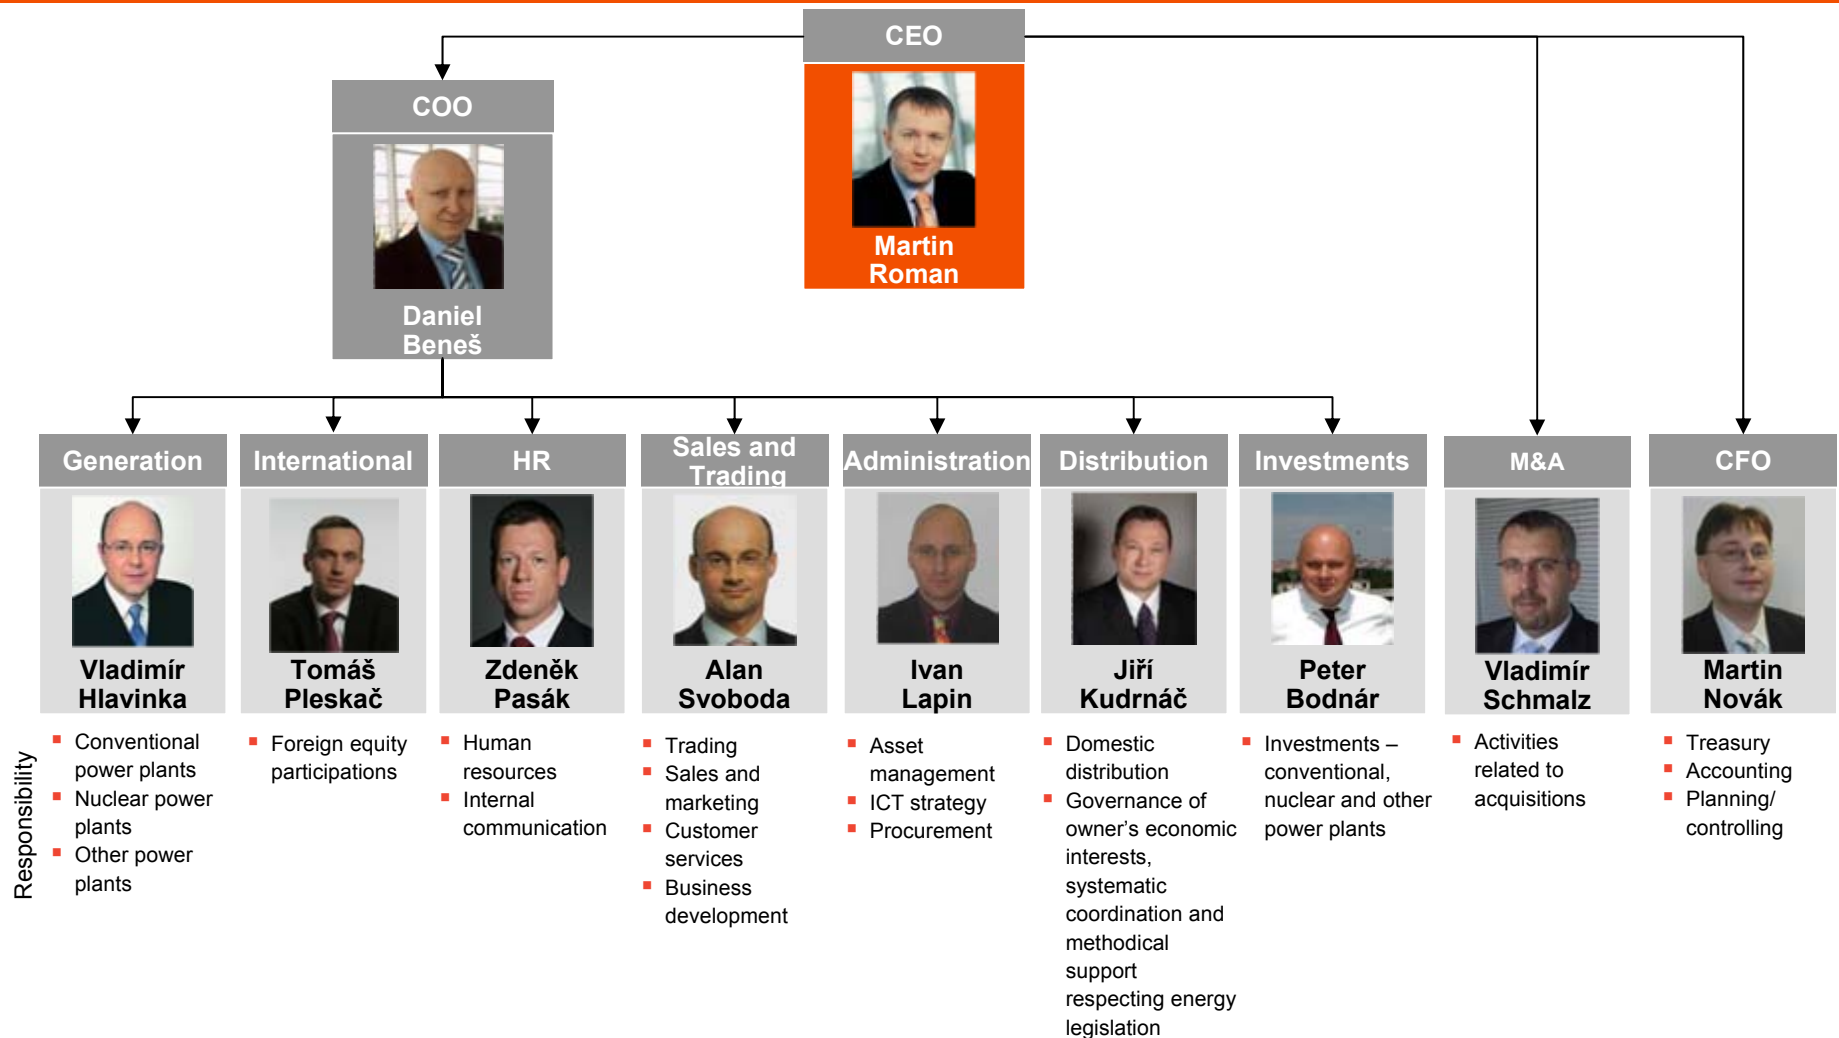 CEO
Martin
Roman
COO
Daniel
Beneš
Generation
Vladimír
Hlavinka
International
Tomáš
Pleskač
HR
Zdeněk
Pasák
Sales and
Trading
Alan
Svoboda
Administration
Ivan
Lapin
Distribution
Jiří
Kudrnáč
Investments
Peter
Bodnár
M&A
Vladimír
Schmalz
CFO
Martin
Novák
Responsibility
Conventional
power plants
Nuclear power
plants
Other power
plants
Foreign equity
participations
Human
resources
Internal
communication
Trading
Sales and
marketing
Customer
services
Business
development
Asset
management
ICT strategy
Procurement
Domestic
distribution
Governance of
owner’s economic
interests,
systematic
coordination and
methodical
support
respecting energy
legislation
Investments –
conventional,
nuclear and other
power plants
Activities
related to
acquisitions
Treasury
Accounting
Planning/
controlling